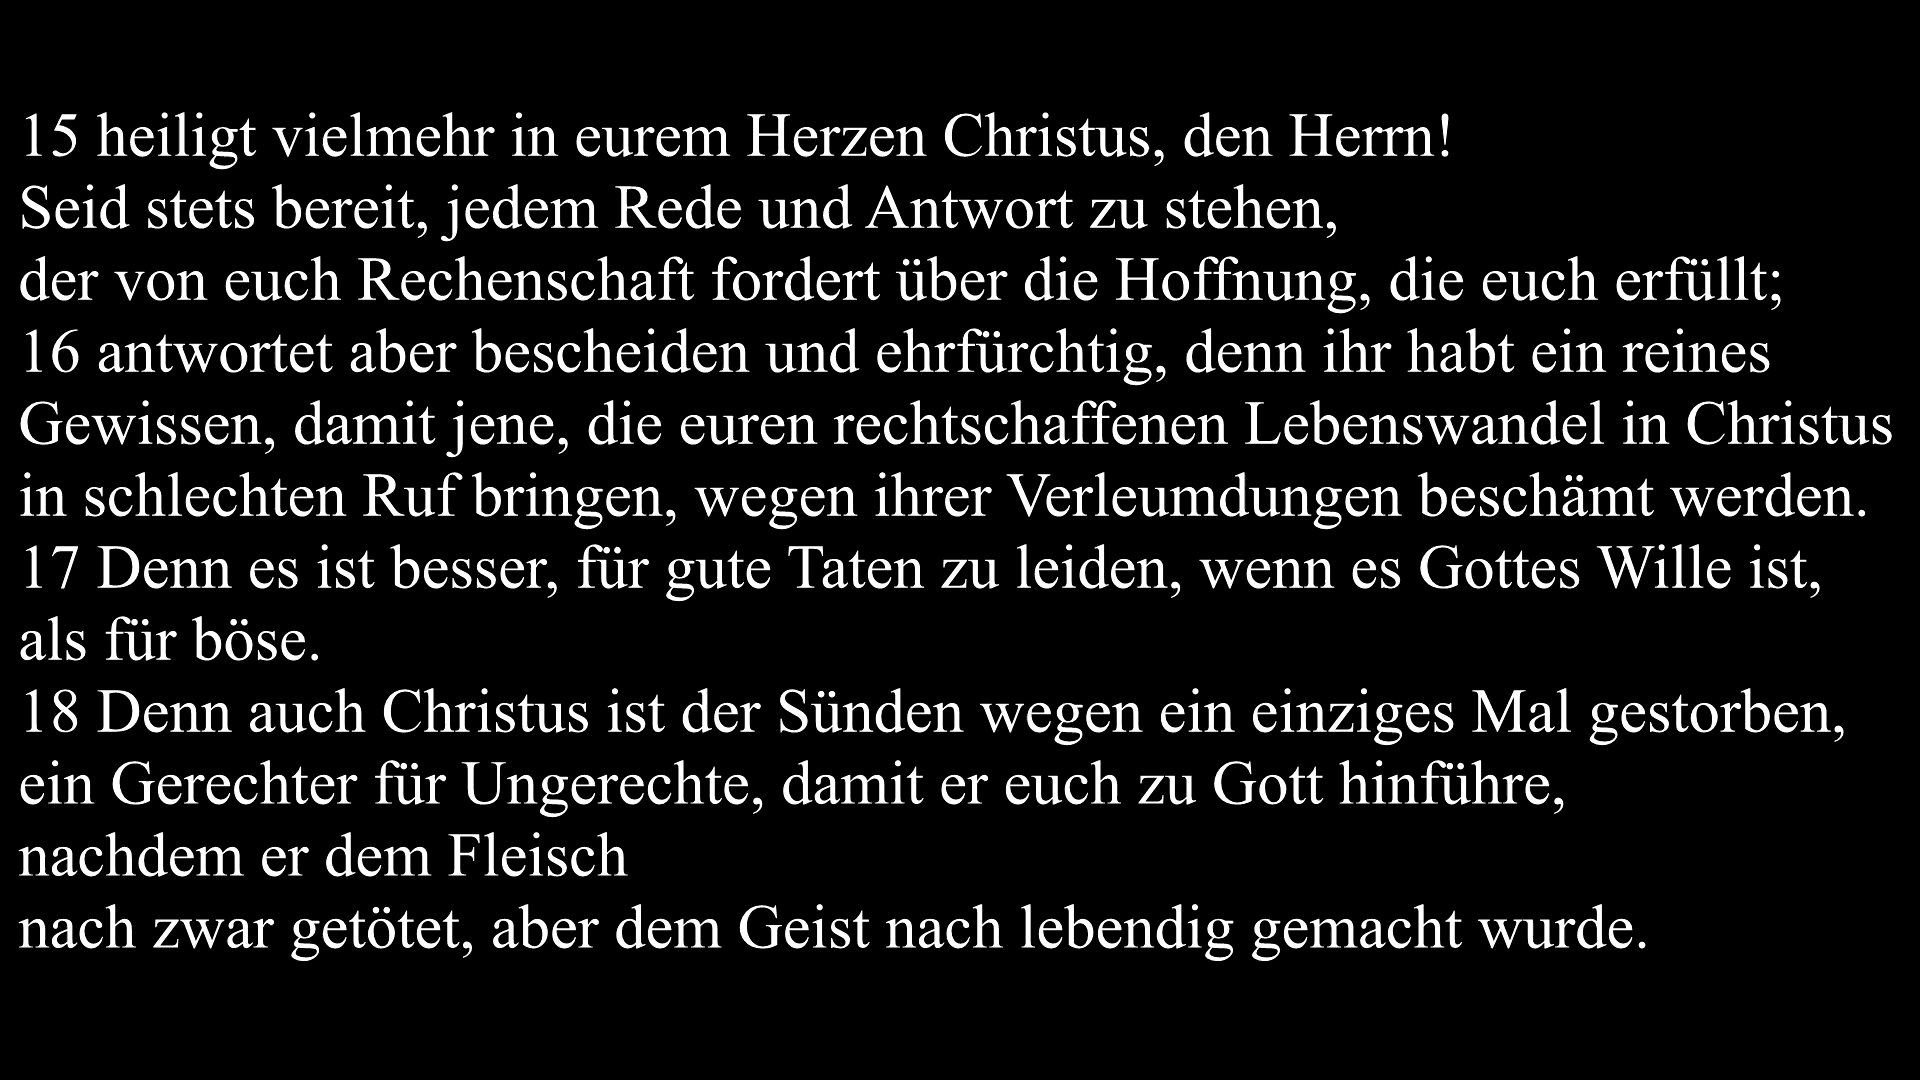 15 heiligt vielmehr in eurem Herzen Christus, den Herrn!
Seid stets bereit, jedem Rede und Antwort zu stehen,
der von euch Rechenschaft fordert über die Hoffnung, die euch erfüllt;
16 antwortet aber bescheiden und ehrfürchtig, denn ihr habt ein reines
Gewissen, damit jene, die euren rechtschaffenen Lebenswandel in Christus
in schlechten Ruf bringen, wegen ihrer Verleumdungen beschämt werden.
17 Denn es ist besser, für gute Taten zu leiden, wenn es Gottes Wille ist,
als für böse.
18 Denn auch Christus ist der Sünden wegen ein einziges Mal gestorben,
ein Gerechter für Ungerechte, damit er euch zu Gott hinführe,
nachdem er dem Fleisch
nach zwar getötet, aber dem Geist nach lebendig gemacht wurde.